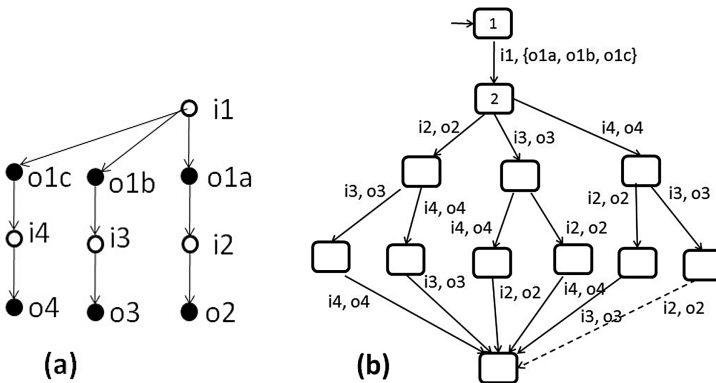 i1
o1c
o1b
o1a
i4
i3
i2
o4
o3
o2
(a)
1
i1, {o1a, o1b, o1c}
2
i2, o2
i3, o3
i4, o4
i3, o3
i4, o4
i4, o4
i2, o2
i2, o2
i3, o3
i4, o4
i3, o3
i2, o2
i4, o4
i3, o3
i2, o2
(b)